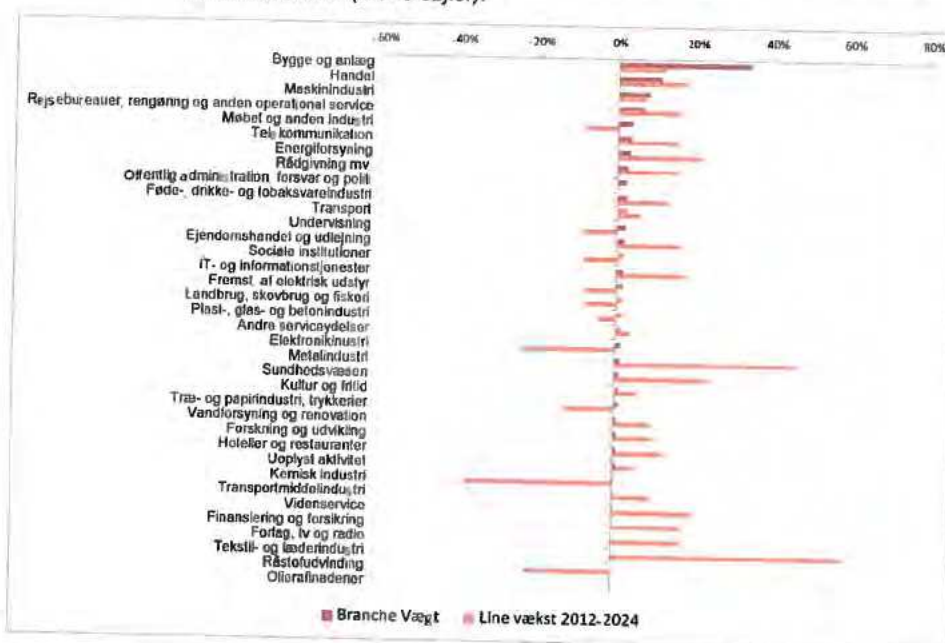 -60% -40% -20% 0% 20% 40% 60% 80%
Bygge og anlæg
Handel
Maskinindustri
Rejsebureauer, rengøring og anden operational service
Møbel og anden industri
Tele kommunikation
Energiforsyning
Rådgivning mv
Offentlig administration, forsvar og politi
Føde-, drikke- og tobaksvareindustri
Transport
Undervisning
Ejendomshandel og udlejning
Sociale institutioner
IT- og informationstjenester
Fremst. af elektrisk udstyr
Landbrug, skovbrug og fiskeri
Plast-, glas- og betonindustri
Andre serviceydelser
Elektronikinustri
Metalindustri
Sundhedsvæsen
Kultur og fritid
Træ- og papirindustri, trykkerier
Vandforsyning og renovation
Forskning og udvikling
Hoteller og restauranter
Uoplyst aktivitet
Kemisk industri
Transportmiddelindustri
Videnservice
Finansiering og forsikring
Forlag, tv og radio
Tekstil- og læderindustri
Råstofudvinding
Olieraffinaderier
Branche Vægt Line vækst 2012-2024